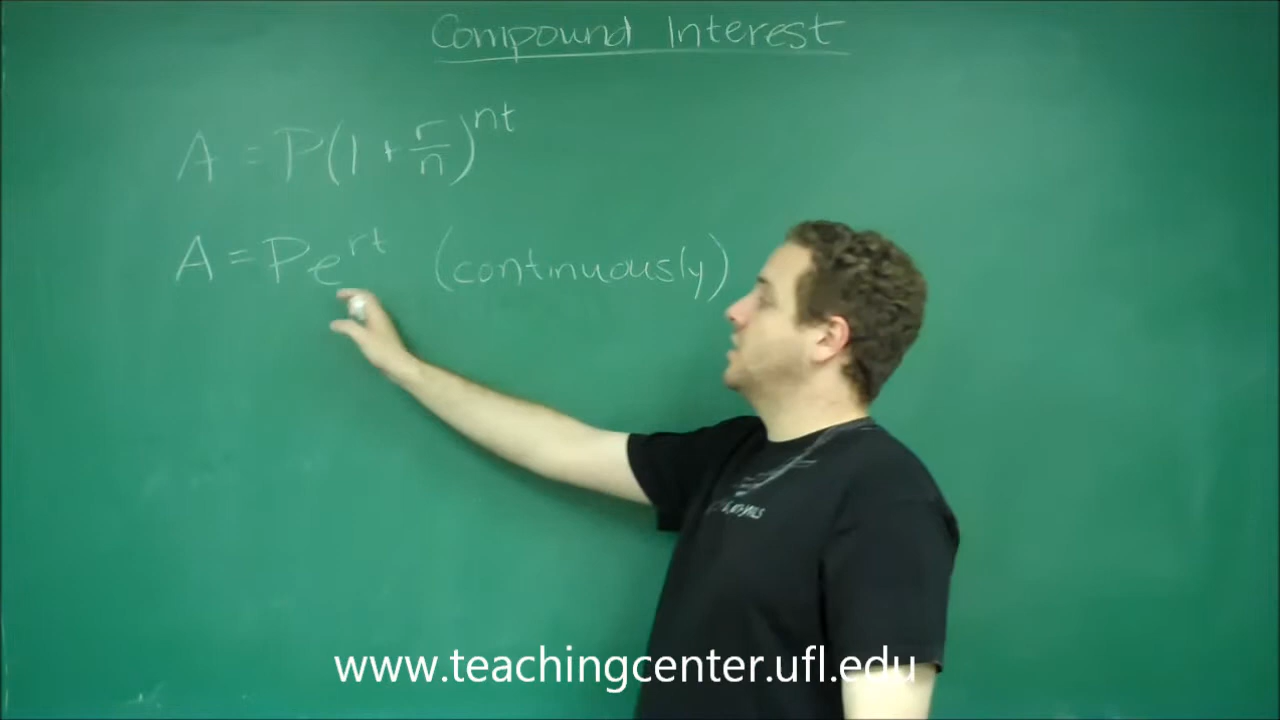 Compound Interest
A = P(1 + r/n)^nt
A = Pe^rt (continuously)
www.teachingcenter.ufl.edu